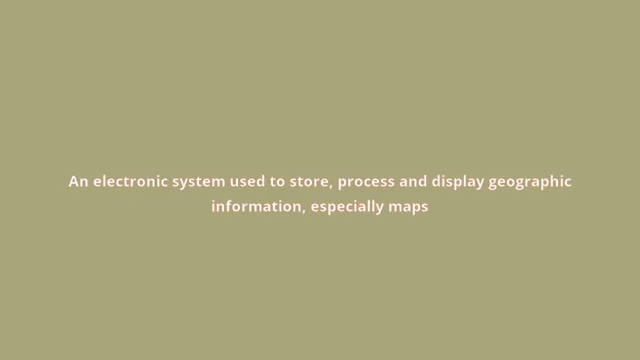 An electronic system used to store, process and display geographic
information, especially maps